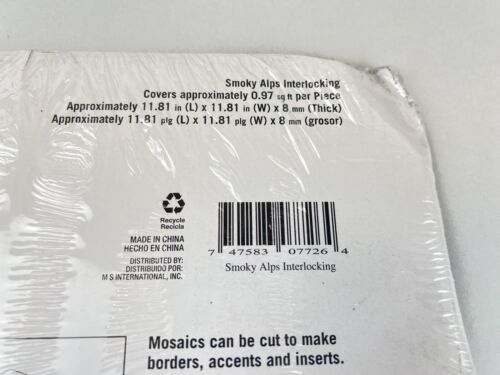 Smoky Alps Interlocking
Covers approximately 0.97 sq ft per Piece
Approximately 11.81 in (L) x 11.81 in (W) x 8 mm (Thick)
Approximately 11.81 plg (L) x 11.81 plg (W) x 8 mm (grosor)
Recycle
Recicla
MADE IN CHINA
HECHO EN CHINA
DISTRIBUTED BY:
DISTRIBUIDO POR:
M S INTERNATIONAL, INC.
7 47583 07726 4
Smoky Alps Interlocking
Mosaics can be cut to make
borders, accents and inserts.